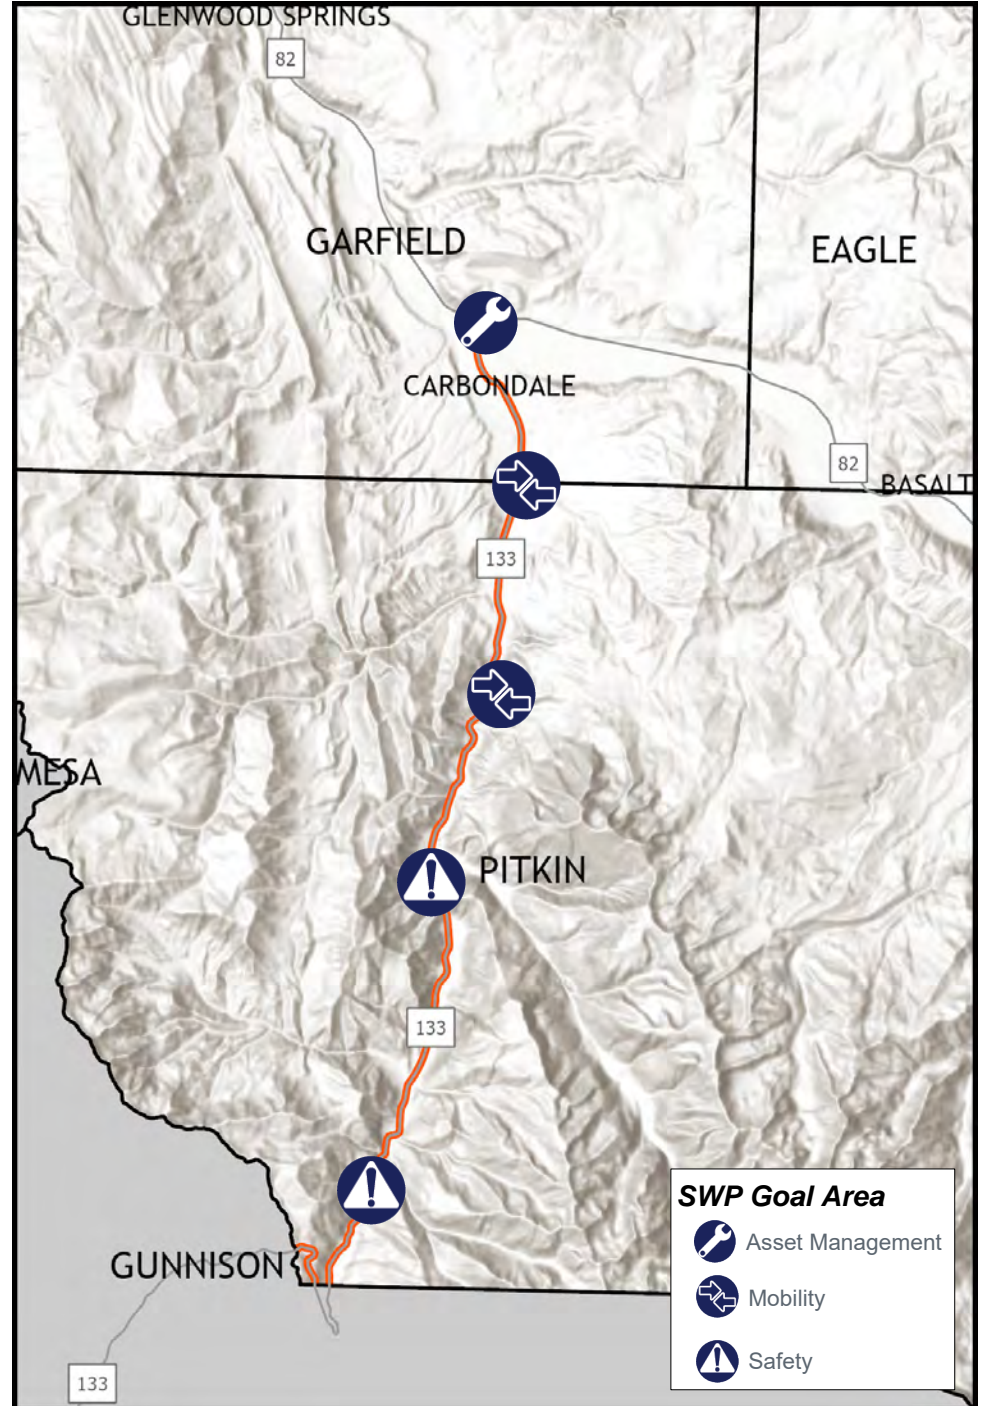 GLENWOOD SPRINGS
82
GARFIELD
EAGLE
CARBONDALE
82
BASALT
133
MESA
PITKIN
133
SWP Goal Area
Asset Management
Mobility
Safety
GUNNISON
133